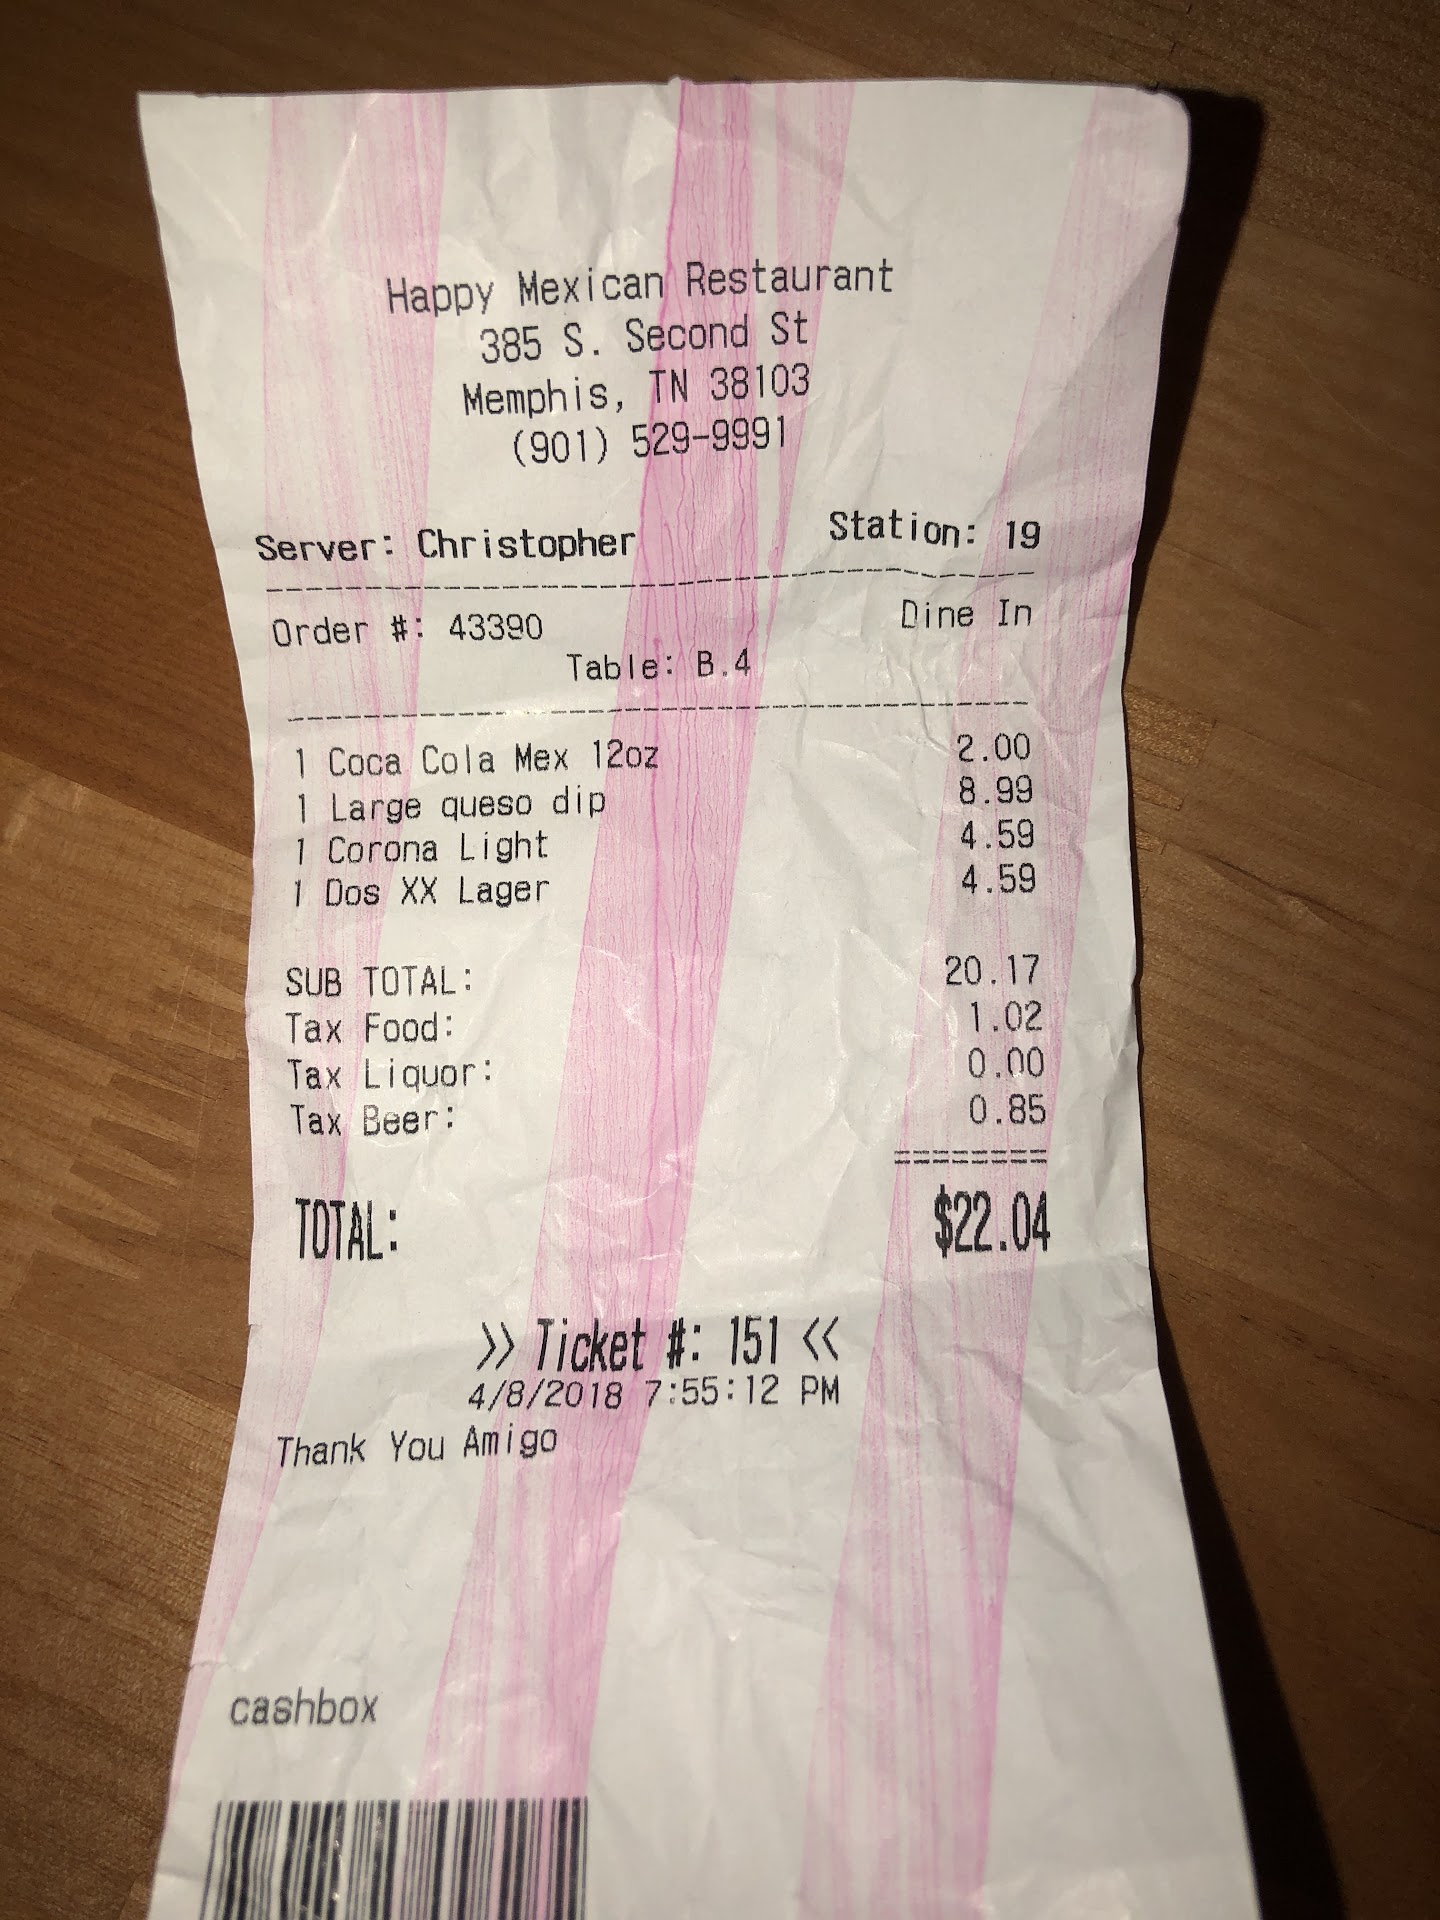 Happy Mexican Restaurant
385 S. Second St
Memphis, TN 38103
(901) 529-9991
Server: Christopher Station: 19
Order #: 43390 Dine In
Table: B.4
1 Coca Cola Mex 12oz 2.00
1 Large queso dip 8.99
1 Corona Light 4.59
1 Dos XX Lager 4.59
SUB TOTAL: 20.17
Tax Food: 1.02
Tax Liquor: 0.00
Tax Beer: 0.85
========
TOTAL: $22.04
>> Ticket #: 151 <<
4/8/2018 7:55:12 PM
Thank You Amigo
cashbox